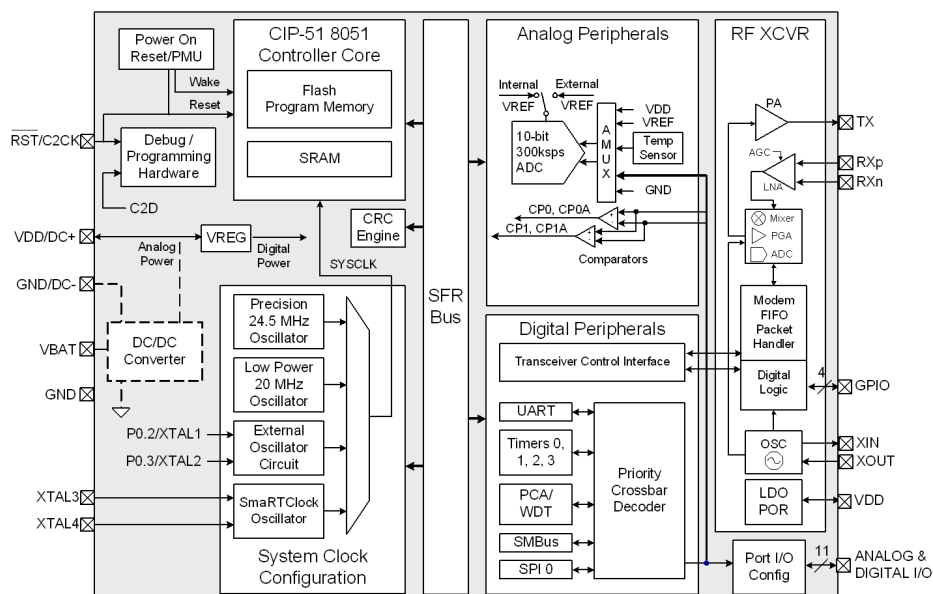 Power On
Reset/PMU
Wake
Reset
RST/C2CK
Debug /
Programming
Hardware
C2D
CIP-51 8051
Controller Core
Flash
Program Memory
SRAM
VDD/DC+
Analog
Power
VREG
Digital
Power
CRC
Engine
SYSCLK
GND/DC-
VBAT
DC/DC
Converter
GND
P0.2/XTAL1
P0.3/XTAL2
XTAL3
XTAL4
Precision
24.5 MHz
Oscillator
Low Power
20 MHz
Oscillator
External
Oscillator
Circuit
SmaRTClock
Oscillator
System Clock
Configuration
SFR
Bus
Analog Peripherals
Internal
VREF
External
VREF
10-bit
300ksps
ADC
AMUX
VDD
VREF
Temp
Sensor
GND
CP0, CP0A
+
-
CP1, CP1A
+
-
Comparators
Digital Peripherals
Transceiver Control Interface
UART
Timers 0,
1, 2, 3
PCA/
WDT
SMBus
SPI 0
Priority
Crossbar
Decoder
RF XCVR
PA
TX
AGC
LNA
RXp
RXn
Mixer
PGA
ADC
Modem
FIFO
Packet
Handler
Digital
Logic
4
GPIO
OSC
XIN
XOUT
LDO
POR
VDD
Port I/O
Config
11
ANALOG &
DIGITAL I/O